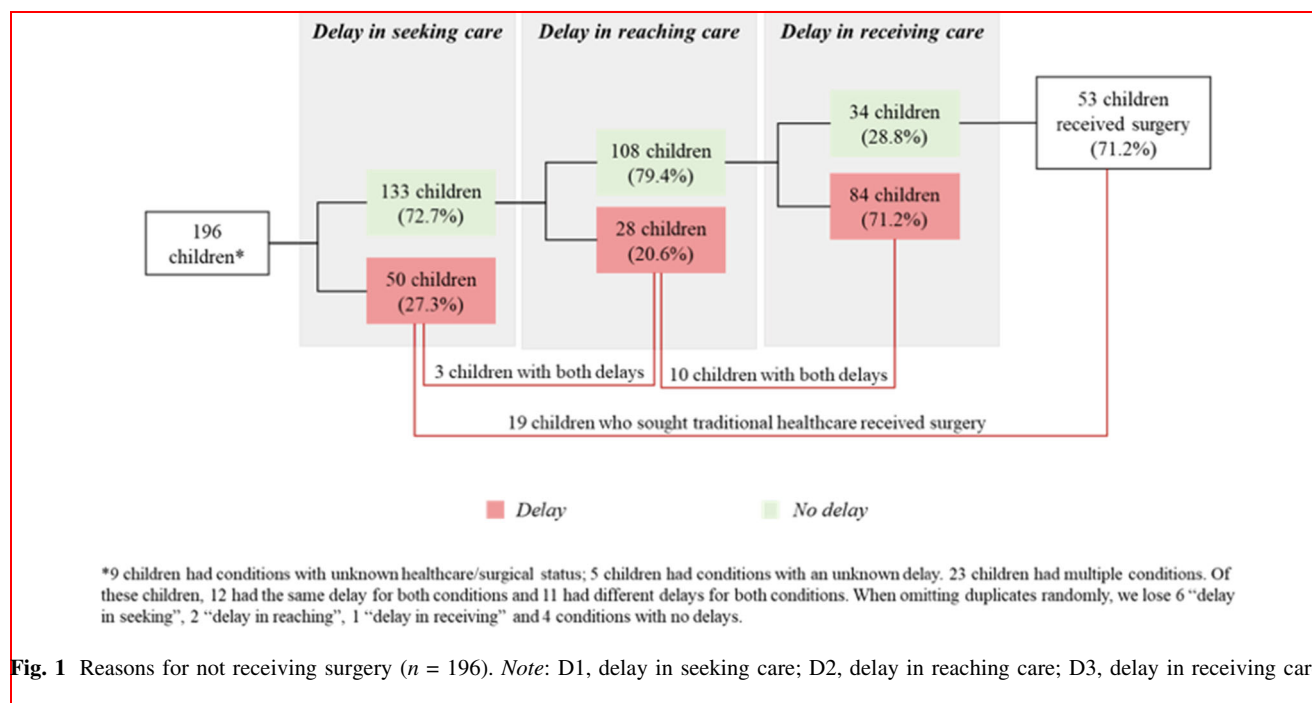 Delay in seeking care
Delay in reaching care
Delay in receiving care
196
children*
133 children
(72.7%)
50 children
(27.3%)
108 children
(79.4%)
28 children
(20.6%)
34 children
(28.8%)
84 children
(71.2%)
53 children
received surgery
(71.2%)
3 children with both delays
10 children with both delays
19 children who sought traditional healthcare received surgery
Delay
No delay
*9 children had conditions with unknown healthcare/surgical status; 5 children had conditions with an unknown delay. 23 children had multiple conditions. Of
these children, 12 had the same delay for both conditions and 11 had different delays for both conditions. When omitting duplicates randomly, we lose 6 “delay
in seeking”, 2 “delay in reaching”, 1 “delay in receiving” and 4 conditions with no delays.
Fig. 1 Reasons for not receiving surgery (n = 196). Note: D1, delay in seeking care; D2, delay in reaching care; D3, delay in receiving car